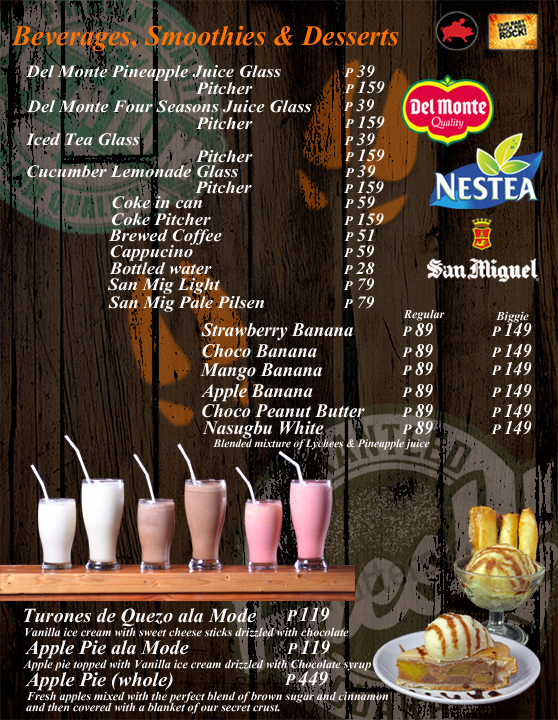 Beverages, Smoothies & Desserts
OUR BABY BACK RIBS ROCK!
Del Monte Pineapple Juice Glass P 39
Pitcher P 159
Del Monte Four Seasons Juice Glass P 39
Pitcher P 159
Iced Tea Glass P 39
Pitcher P 159
Cucumber Lemonade Glass P 39
Pitcher P 159
Coke in can P 59
Coke Pitcher P 159
Brewed Coffee P 51
Cappucino P 59
Bottled water P 28
San Mig Light P 79
San Mig Pale Pilsen P 79
Del Monte
Quality
NESTEA
San Miguel
Regular Biggie
Strawberry Banana P 89 P 149
Choco Banana P 89 P 149
Mango Banana P 89 P 149
Apple Banana P 89 P 149
Choco Peanut Butter P 89 P 149
Nasugbu White P 89 P 149
Blended mixture of Lychees & Pineapple juice
Turones de Quezo ala Mode P 119
Vanilla ice cream with sweet cheese sticks drizzled with chocolate
Apple Pie ala Mode P 119
Apple pie topped with Vanilla ice cream drizzled with Chocolate syrup
Apple Pie (whole) P 449
Fresh apples mixed with the perfect blend of brown sugar and cinnamon
and then covered with a blanket of our secret crust.